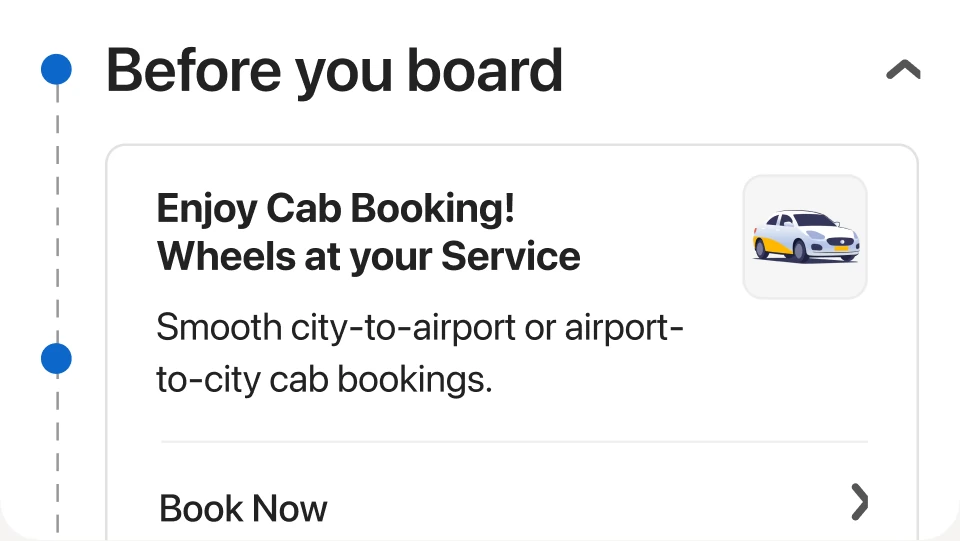 Before you board
Enjoy Cab Booking!
Wheels at your Service
Smooth city-to-airport or airport-
to-city cab bookings.
Book Now